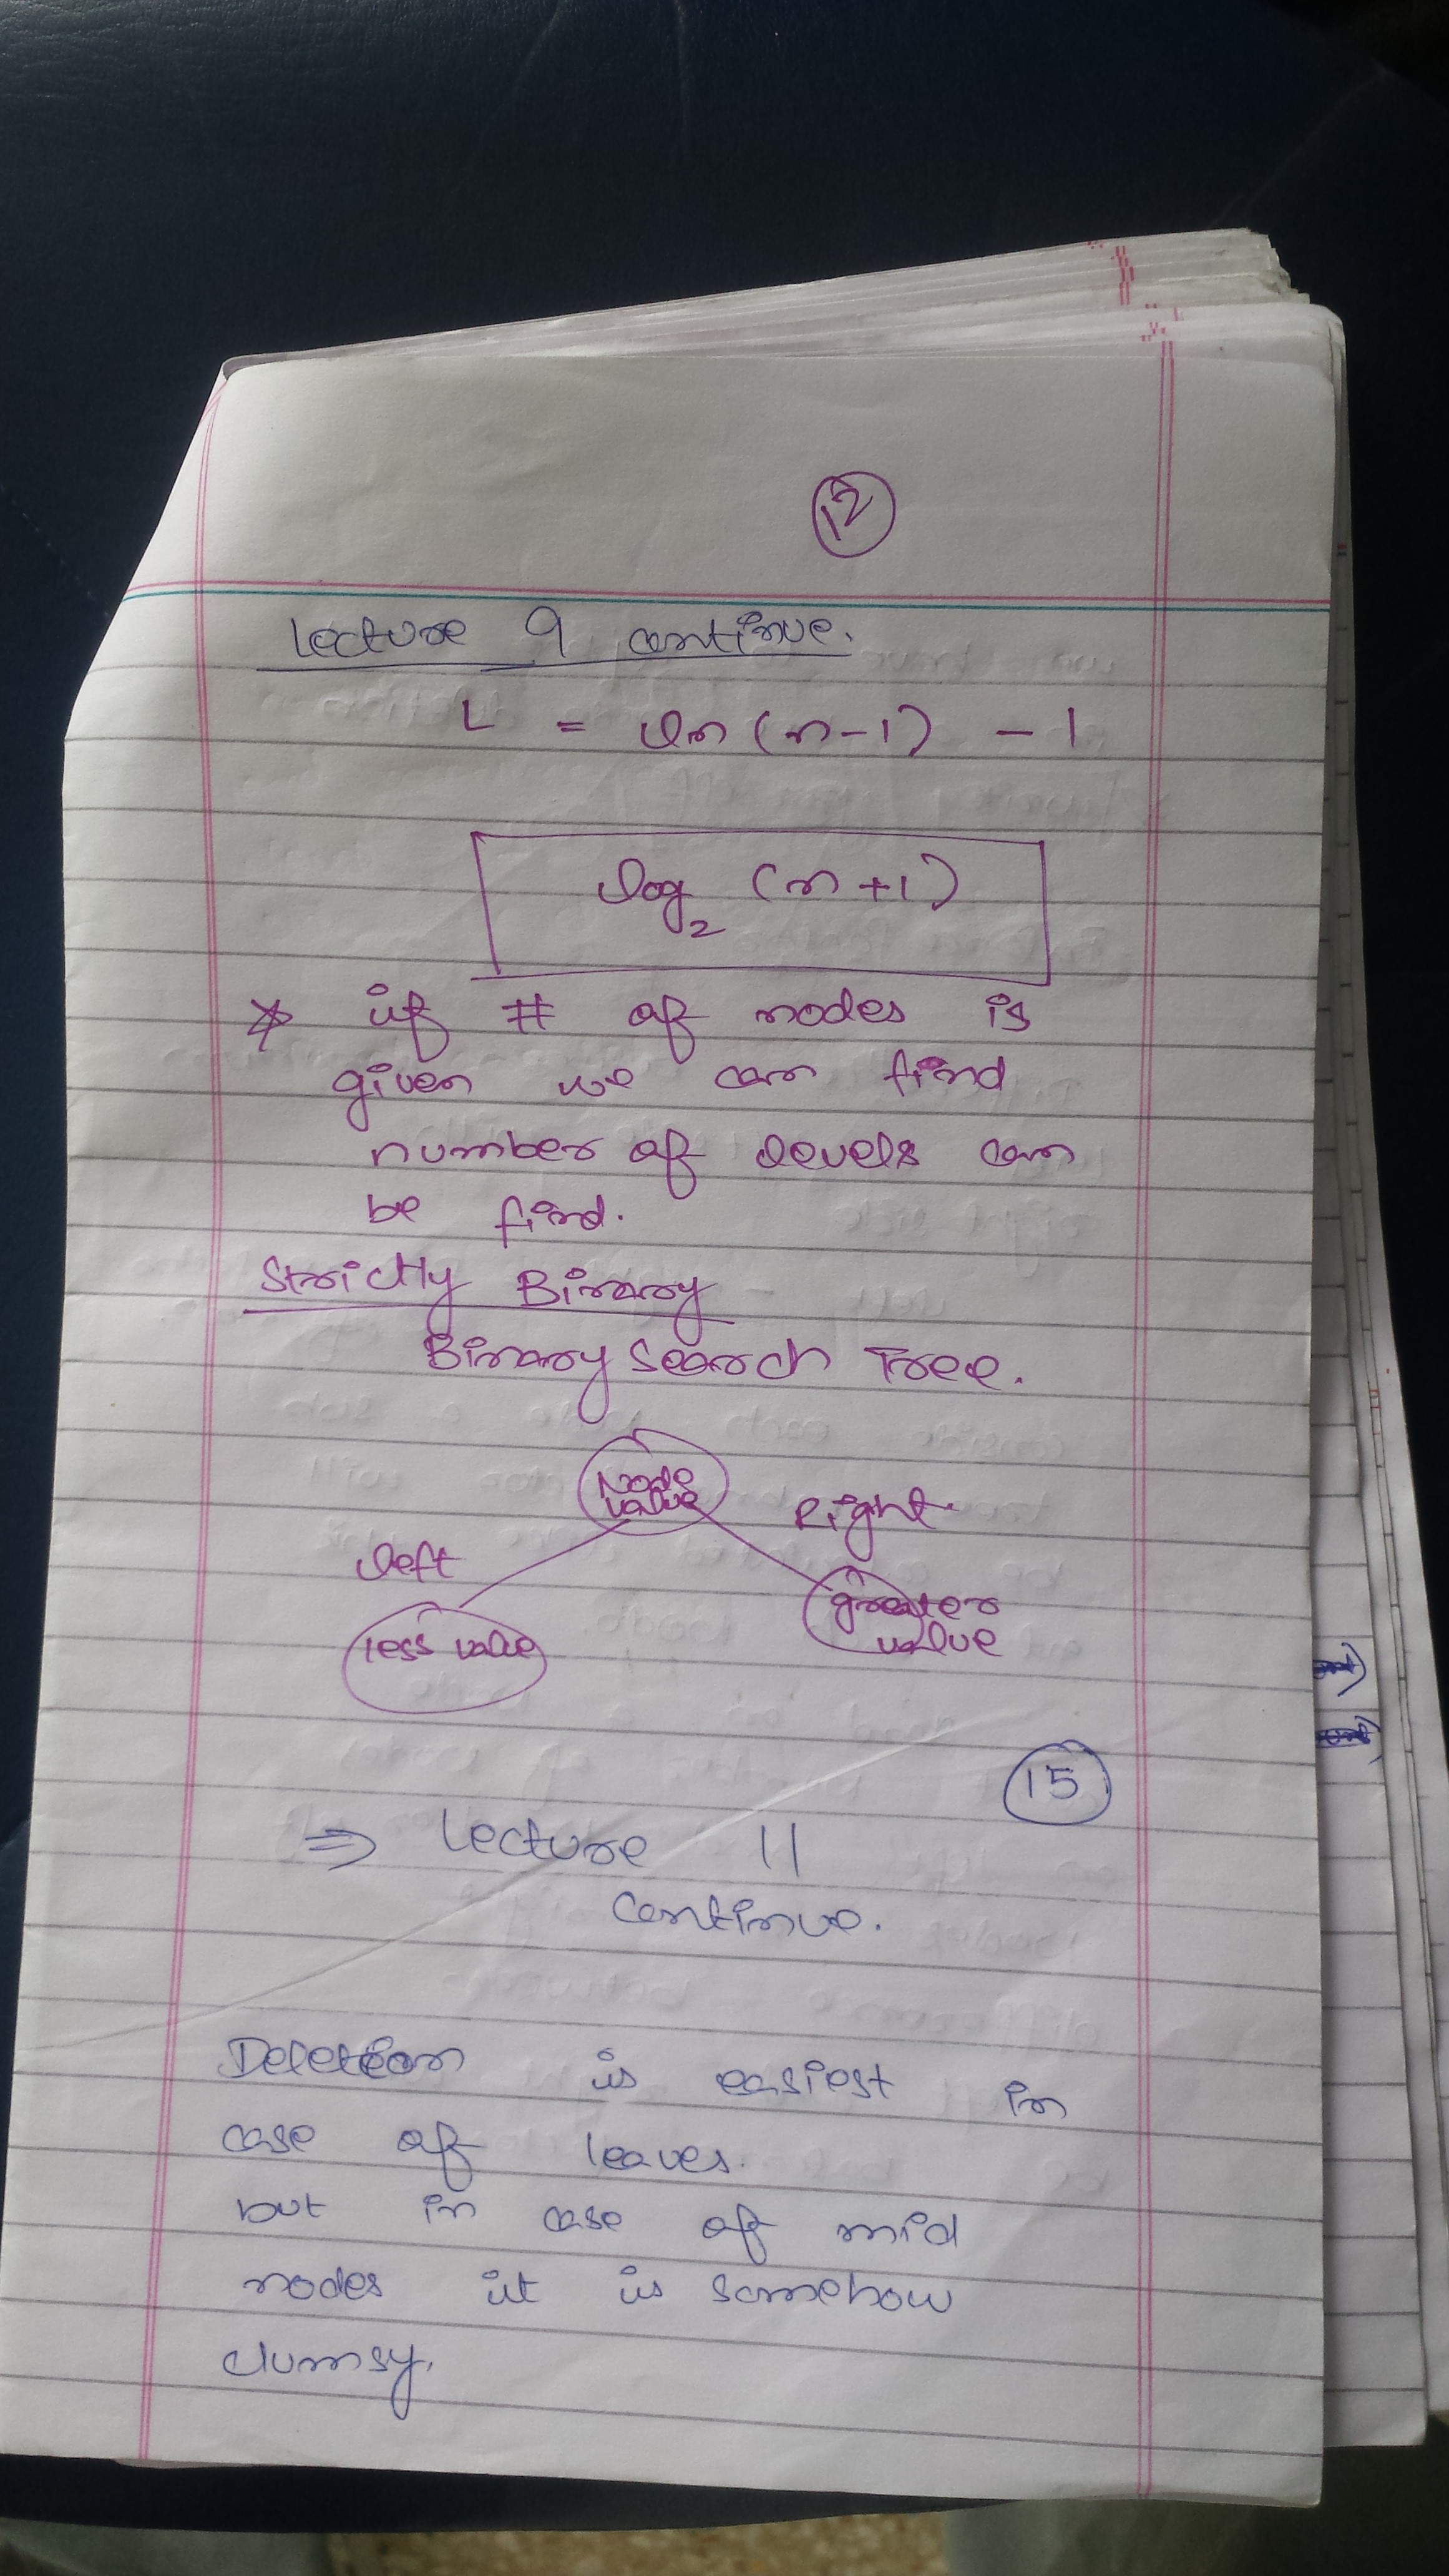 12
Lecture 9 continue.
L = ln (n-1) - 1
log2 (n+1)
* if # of nodes is
given we can find
number of levels can
be find.
Strictly Binary
Binary Search Tree.
Node
value
Right
left
greater
value
less value
15
⇒ Lecture 11
continue.
Deletion is easiest in
case of leaves.
but in case of mid
nodes it is somehow
clumsy.